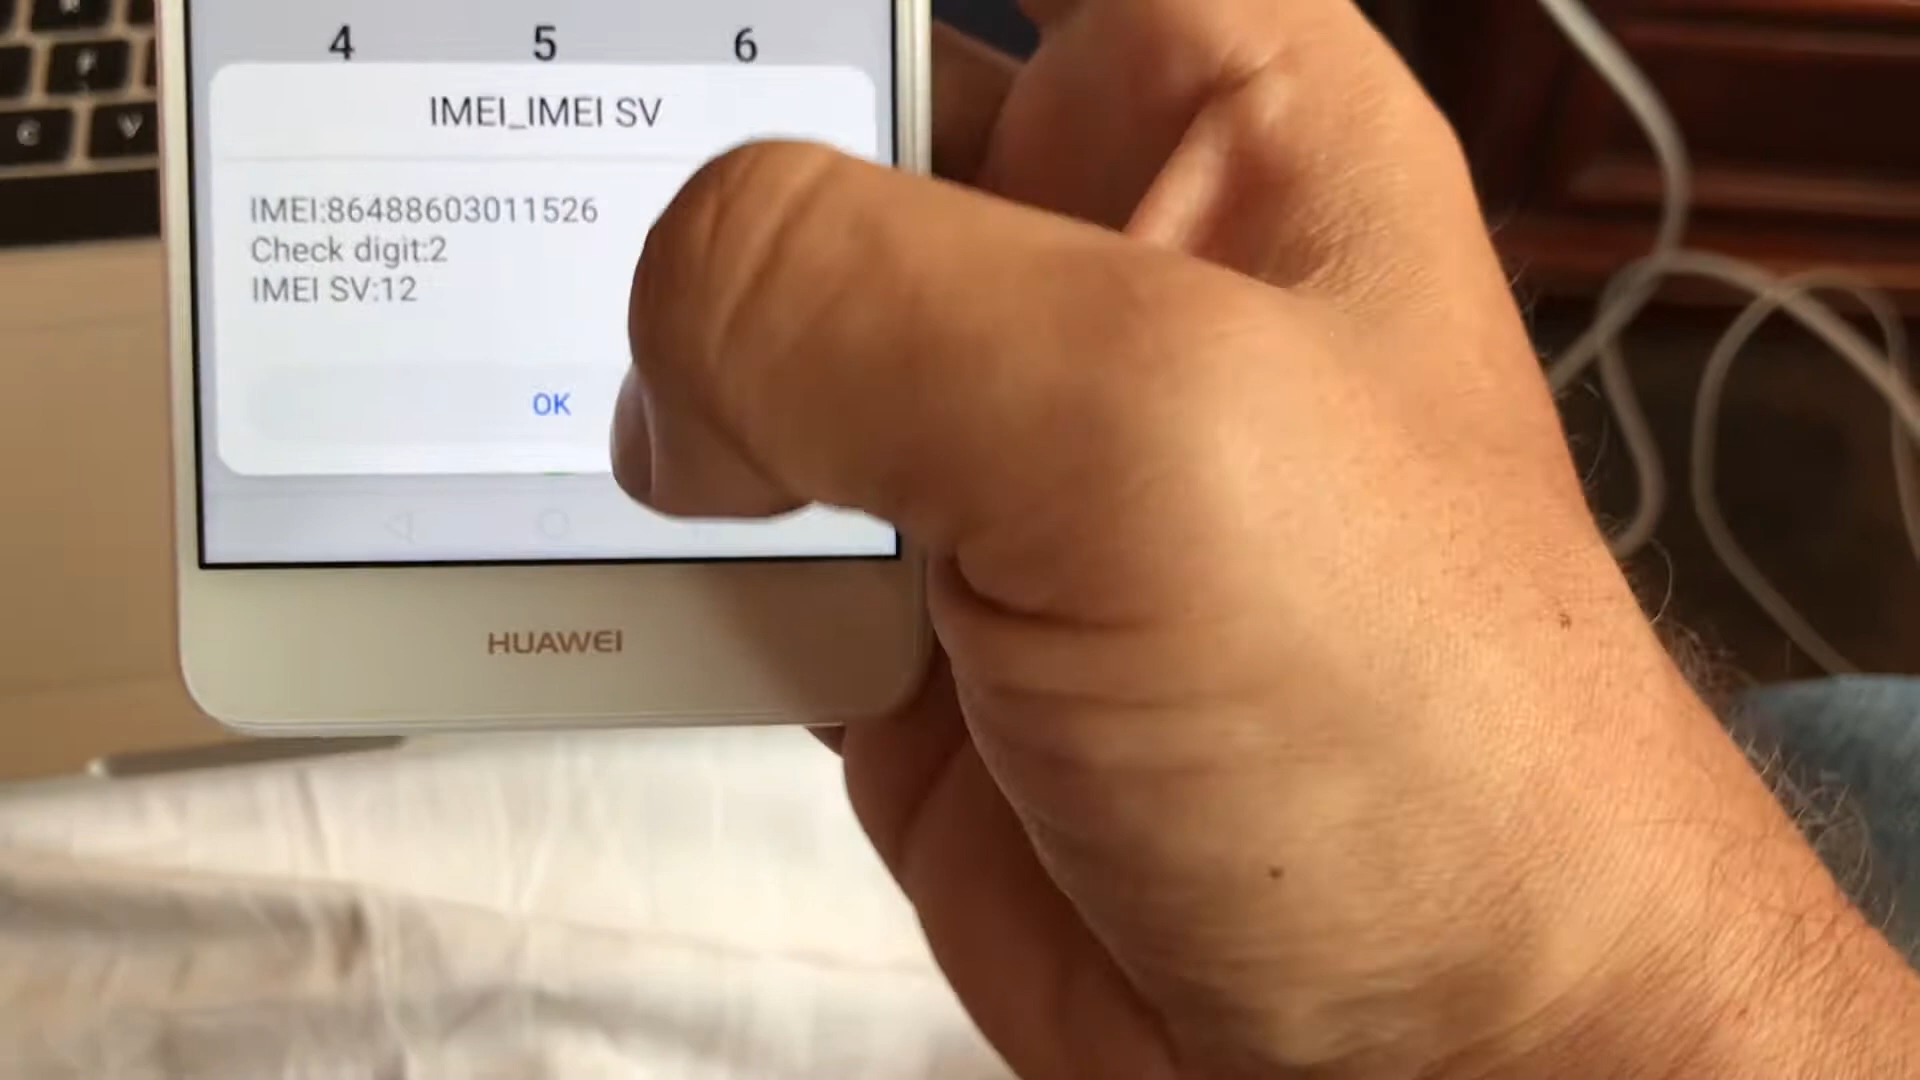 4 5 6
IMEI_IMEI SV
IMEI:86488603011526
Check digit:2
IMEI SV:12
OK
HUAWEI
C V